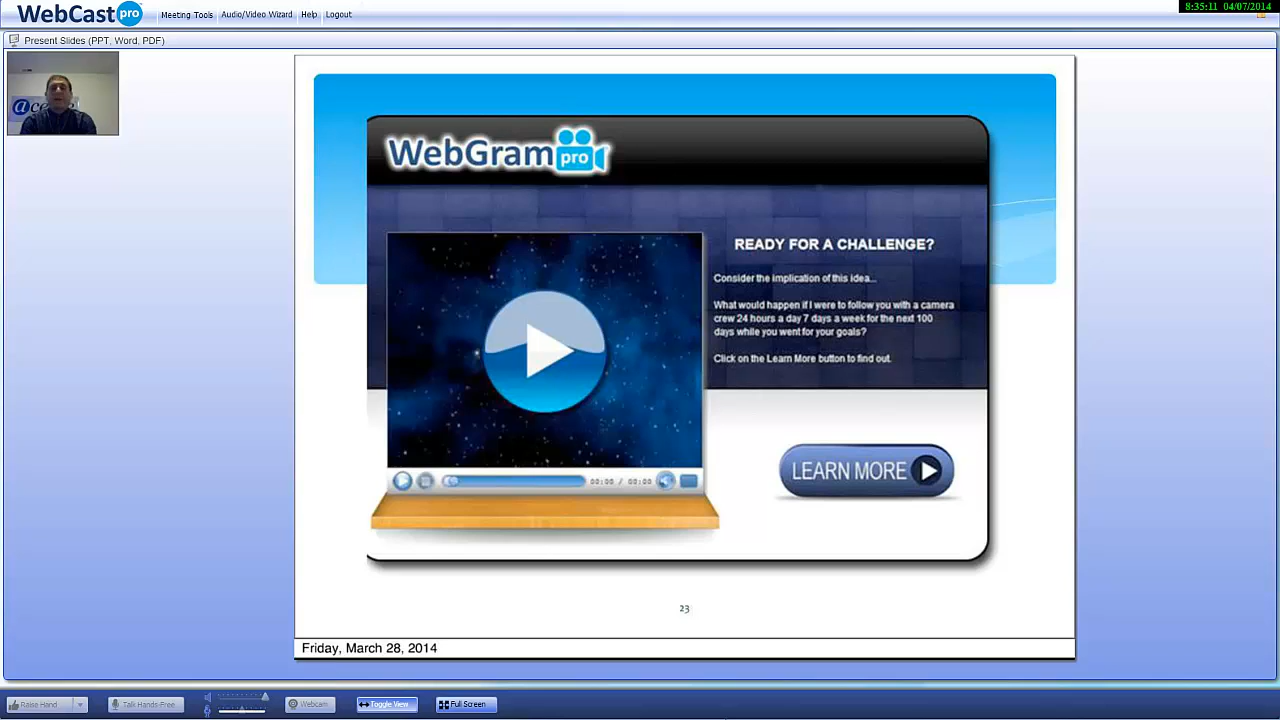 WebCast pro
Meeting Tools Audio/Video Wizard Help Logout
8:35:11 04/07/2014
Present Slides (PPT, Word, PDF)
@ce
WebGram pro
READY FOR A CHALLENGE?
Consider the implication of this idea...
What would happen if I were to follow you with a camera
crew 24 hours a day 7 days a week for the next 100
days while you went for your goals?
Click on the Learn More button to find out.
LEARN MORE
00:00 / 00:00
23
Friday, March 28, 2014
Raise Hand Talk Hands-Free Webcam Toggle View Full Screen